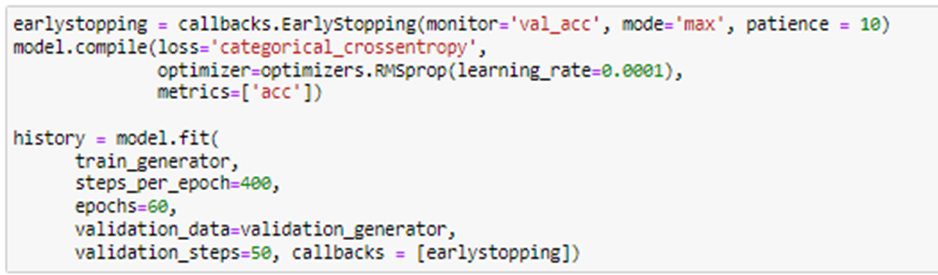 earlystopping = callbacks.EarlyStopping(monitor='val_acc', mode='max', patience = 10)
model.compile(loss='categorical_crossentropy',
              optimizer=optimizers.RMSprop(learning_rate=0.0001),
              metrics=['acc'])

history = model.fit(
      train_generator,
      steps_per_epoch=400,
      epochs=60,
      validation_data=validation_generator,
      validation_steps=50, callbacks = [earlystopping])